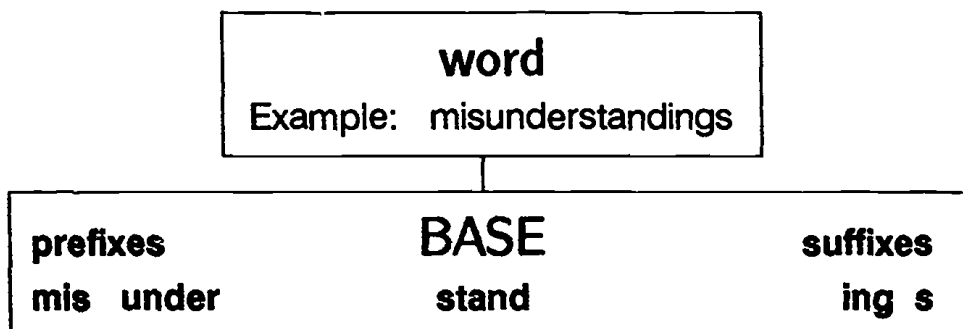 word
Example: misunderstandings
prefixes BASE suffixes
mis under stand ing s